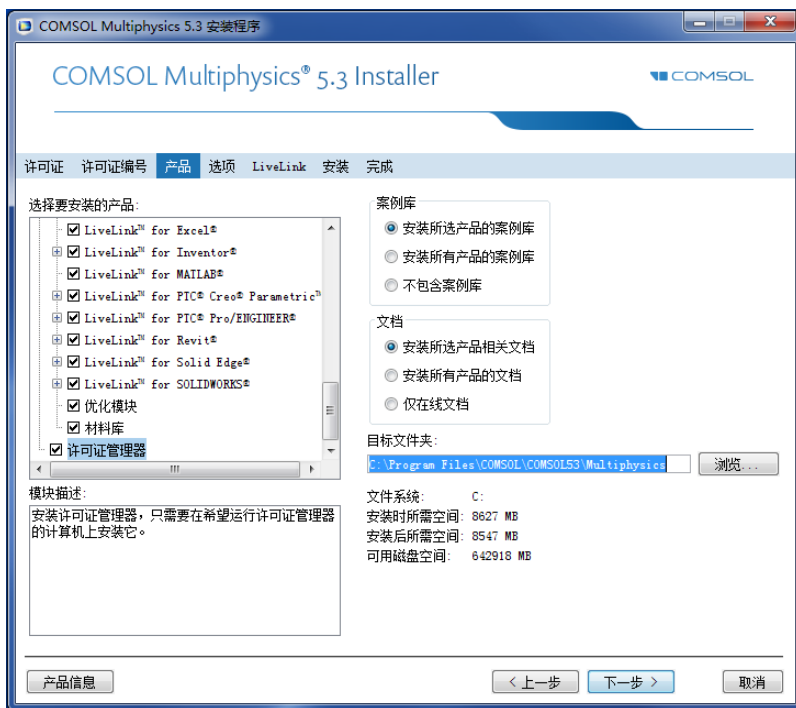 COMSOL Multiphysics 5.3 安装程序
COMSOL Multiphysics® 5.3 Installer
COMSOL
许可证 许可证编号 产品 选项 LiveLink 安装 完成
选择要安装的产品:
LiveLink™ for Excel®
LiveLink™ for Inventor®
LiveLink™ for MATLAB®
LiveLink™ for PTC® Creo® Parametric™
LiveLink™ for PTC® Pro/ENGINEER®
LiveLink™ for Revit®
LiveLink™ for Solid Edge®
LiveLink™ for SOLIDWORKS®
优化模块
材料库
许可证管理器
模块描述:
安装许可证管理器，只需要在希望运行许可证管理器
的计算机上安装它。
案例库
安装所选产品的案例库
安装所有产品的案例库
不包含案例库
文档
安装所选产品相关文档
安装所有产品的文档
仅在线文档
目标文件夹:
C:\Program Files\COMSOL\COMSOL53\Multiphysics
浏览...
文件系统: C:
安装时所需空间: 8627 MB
安装后所需空间: 8547 MB
可用磁盘空间: 642918 MB
产品信息
< 上一步
下一步 >
取消